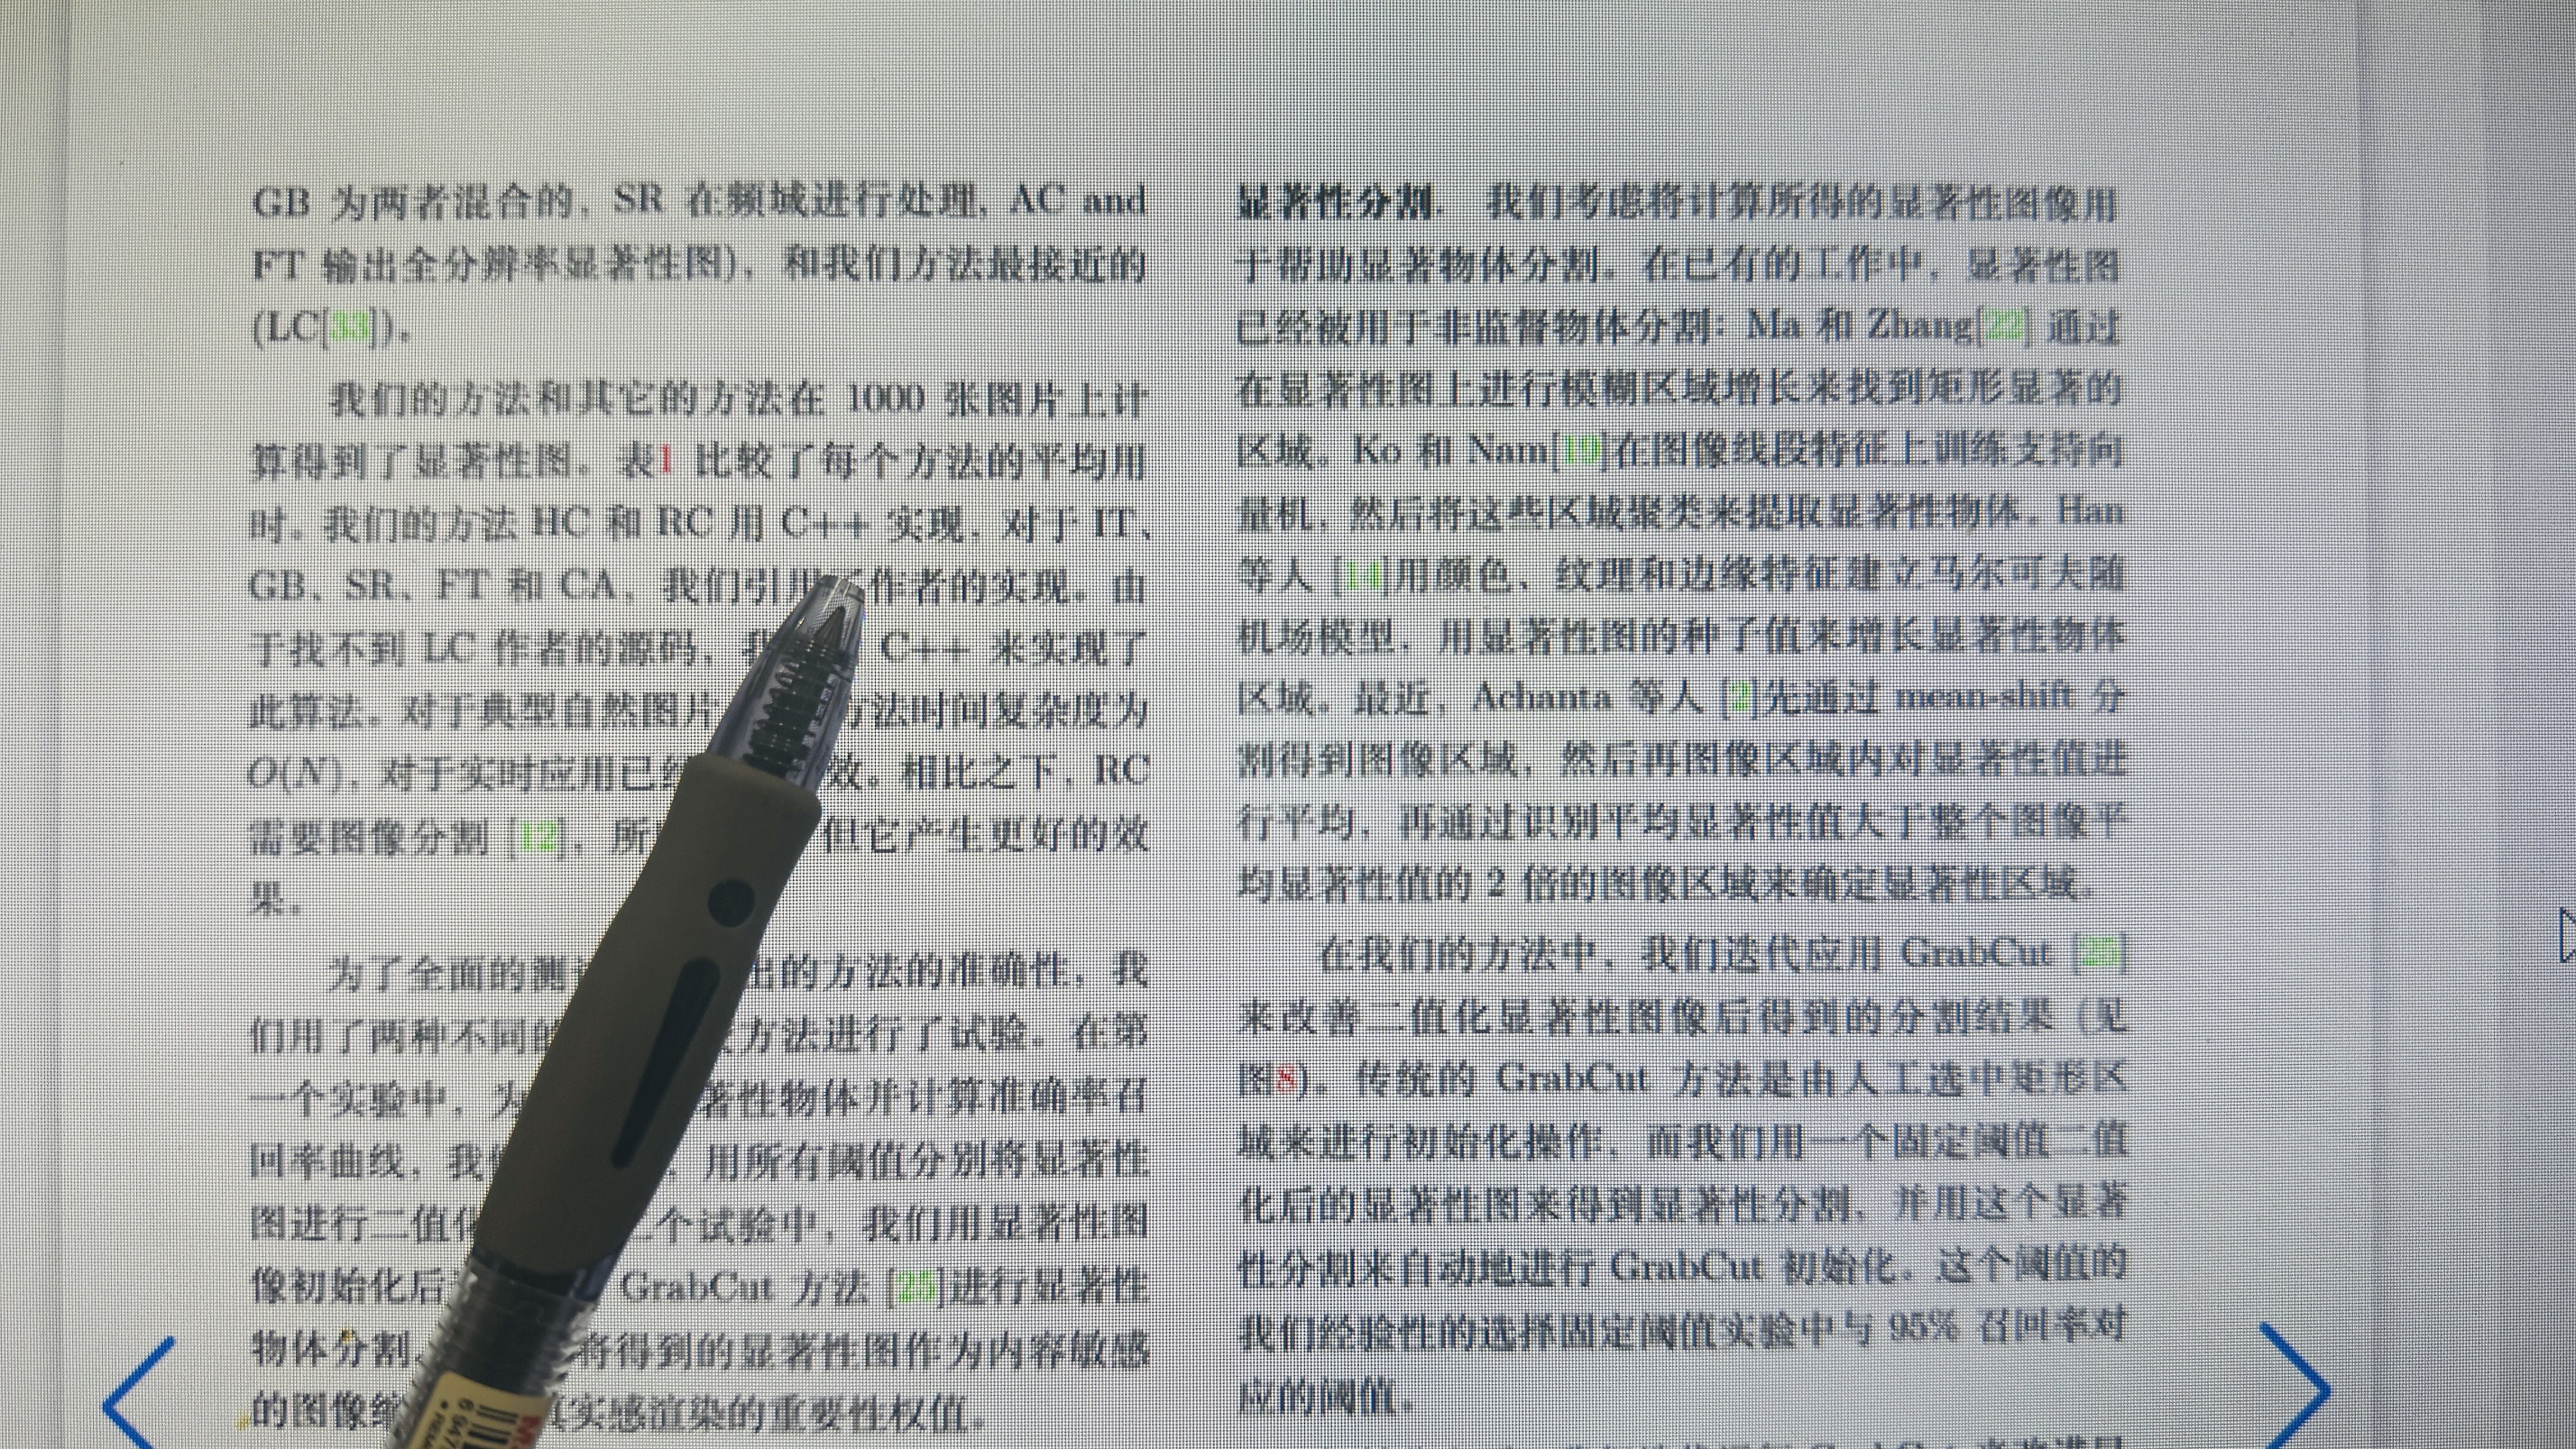 GB 为两者混合的, SR 在频域进行处理, AC and
FT 输出全分辨率显著性图), 和我们方法最接近的
(LC[33])。
我们的方法和其它的方法在 1000 张图片上计
算得到了显著性图。表1 比较了每个方法的平均用
时。我们的方法 HC 和 RC 用 C++ 实现, 对于 IT、
GB、SR、FT 和 CA, 我们引用 作者的实现。由
于找不到 LC 作者的源码, 我 C++ 来实现了
此算法。对于典型自然图片 方法时间复杂度为
O(N), 对于实时应用已经 效。相比之下, RC
需要图像分割 [12], 所 但它产生更好的效
果。
为了全面的测 出的方法的准确性, 我
们用了两种不同的 方法进行了试验。在第
一个实验中, 为 著性物体并计算准确率召
回率曲线, 我们 , 用所有阈值分别将显著性
图进行二值化 个试验中, 我们用显著性图
像初始化后 GrabCut 方法 [25]进行显著性
物体分割。 将得到的显著性图作为内容敏感
的图像缩 真实感渲染的重要性权值。
显著性分割. 我们考虑将计算所得的显著性图像用
于帮助显著物体分割。在已有的工作中, 显著性图
已经被用于非监督物体分割: Ma 和 Zhang[22] 通过
在显著性图上进行模糊区域增长来找到矩形显著的
区域。Ko 和 Nam[19]在图像线段特征上训练支持向
量机, 然后将这些区域聚类来提取显著性物体。Han
等人 [14]用颜色、纹理和边缘特征建立马尔可夫随
机场模型, 用显著性图的种子值来增长显著性物体
区域。最近, Achanta 等人 [2]先通过 mean-shift 分
割得到图像区域, 然后再图像区域内对显著性值进
行平均, 再通过识别平均显著性值大于整个图像平
均显著性值的 2 倍的图像区域来确定显著性区域。
在我们的方法中, 我们迭代应用 GrabCut [25]
来改善二值化显著性图像后得到的分割结果 (见
图8)。传统的 GrabCut 方法是由人工选中矩形区
域来进行初始化操作, 而我们用一个固定阈值二值
化后的显著性图来得到显著性分割, 并用这个显著
性分割来自动地进行 GrabCut 初始化。这个阈值的
我们经验性的选择固定阈值实验中与 95% 召回率对
应的阈值。